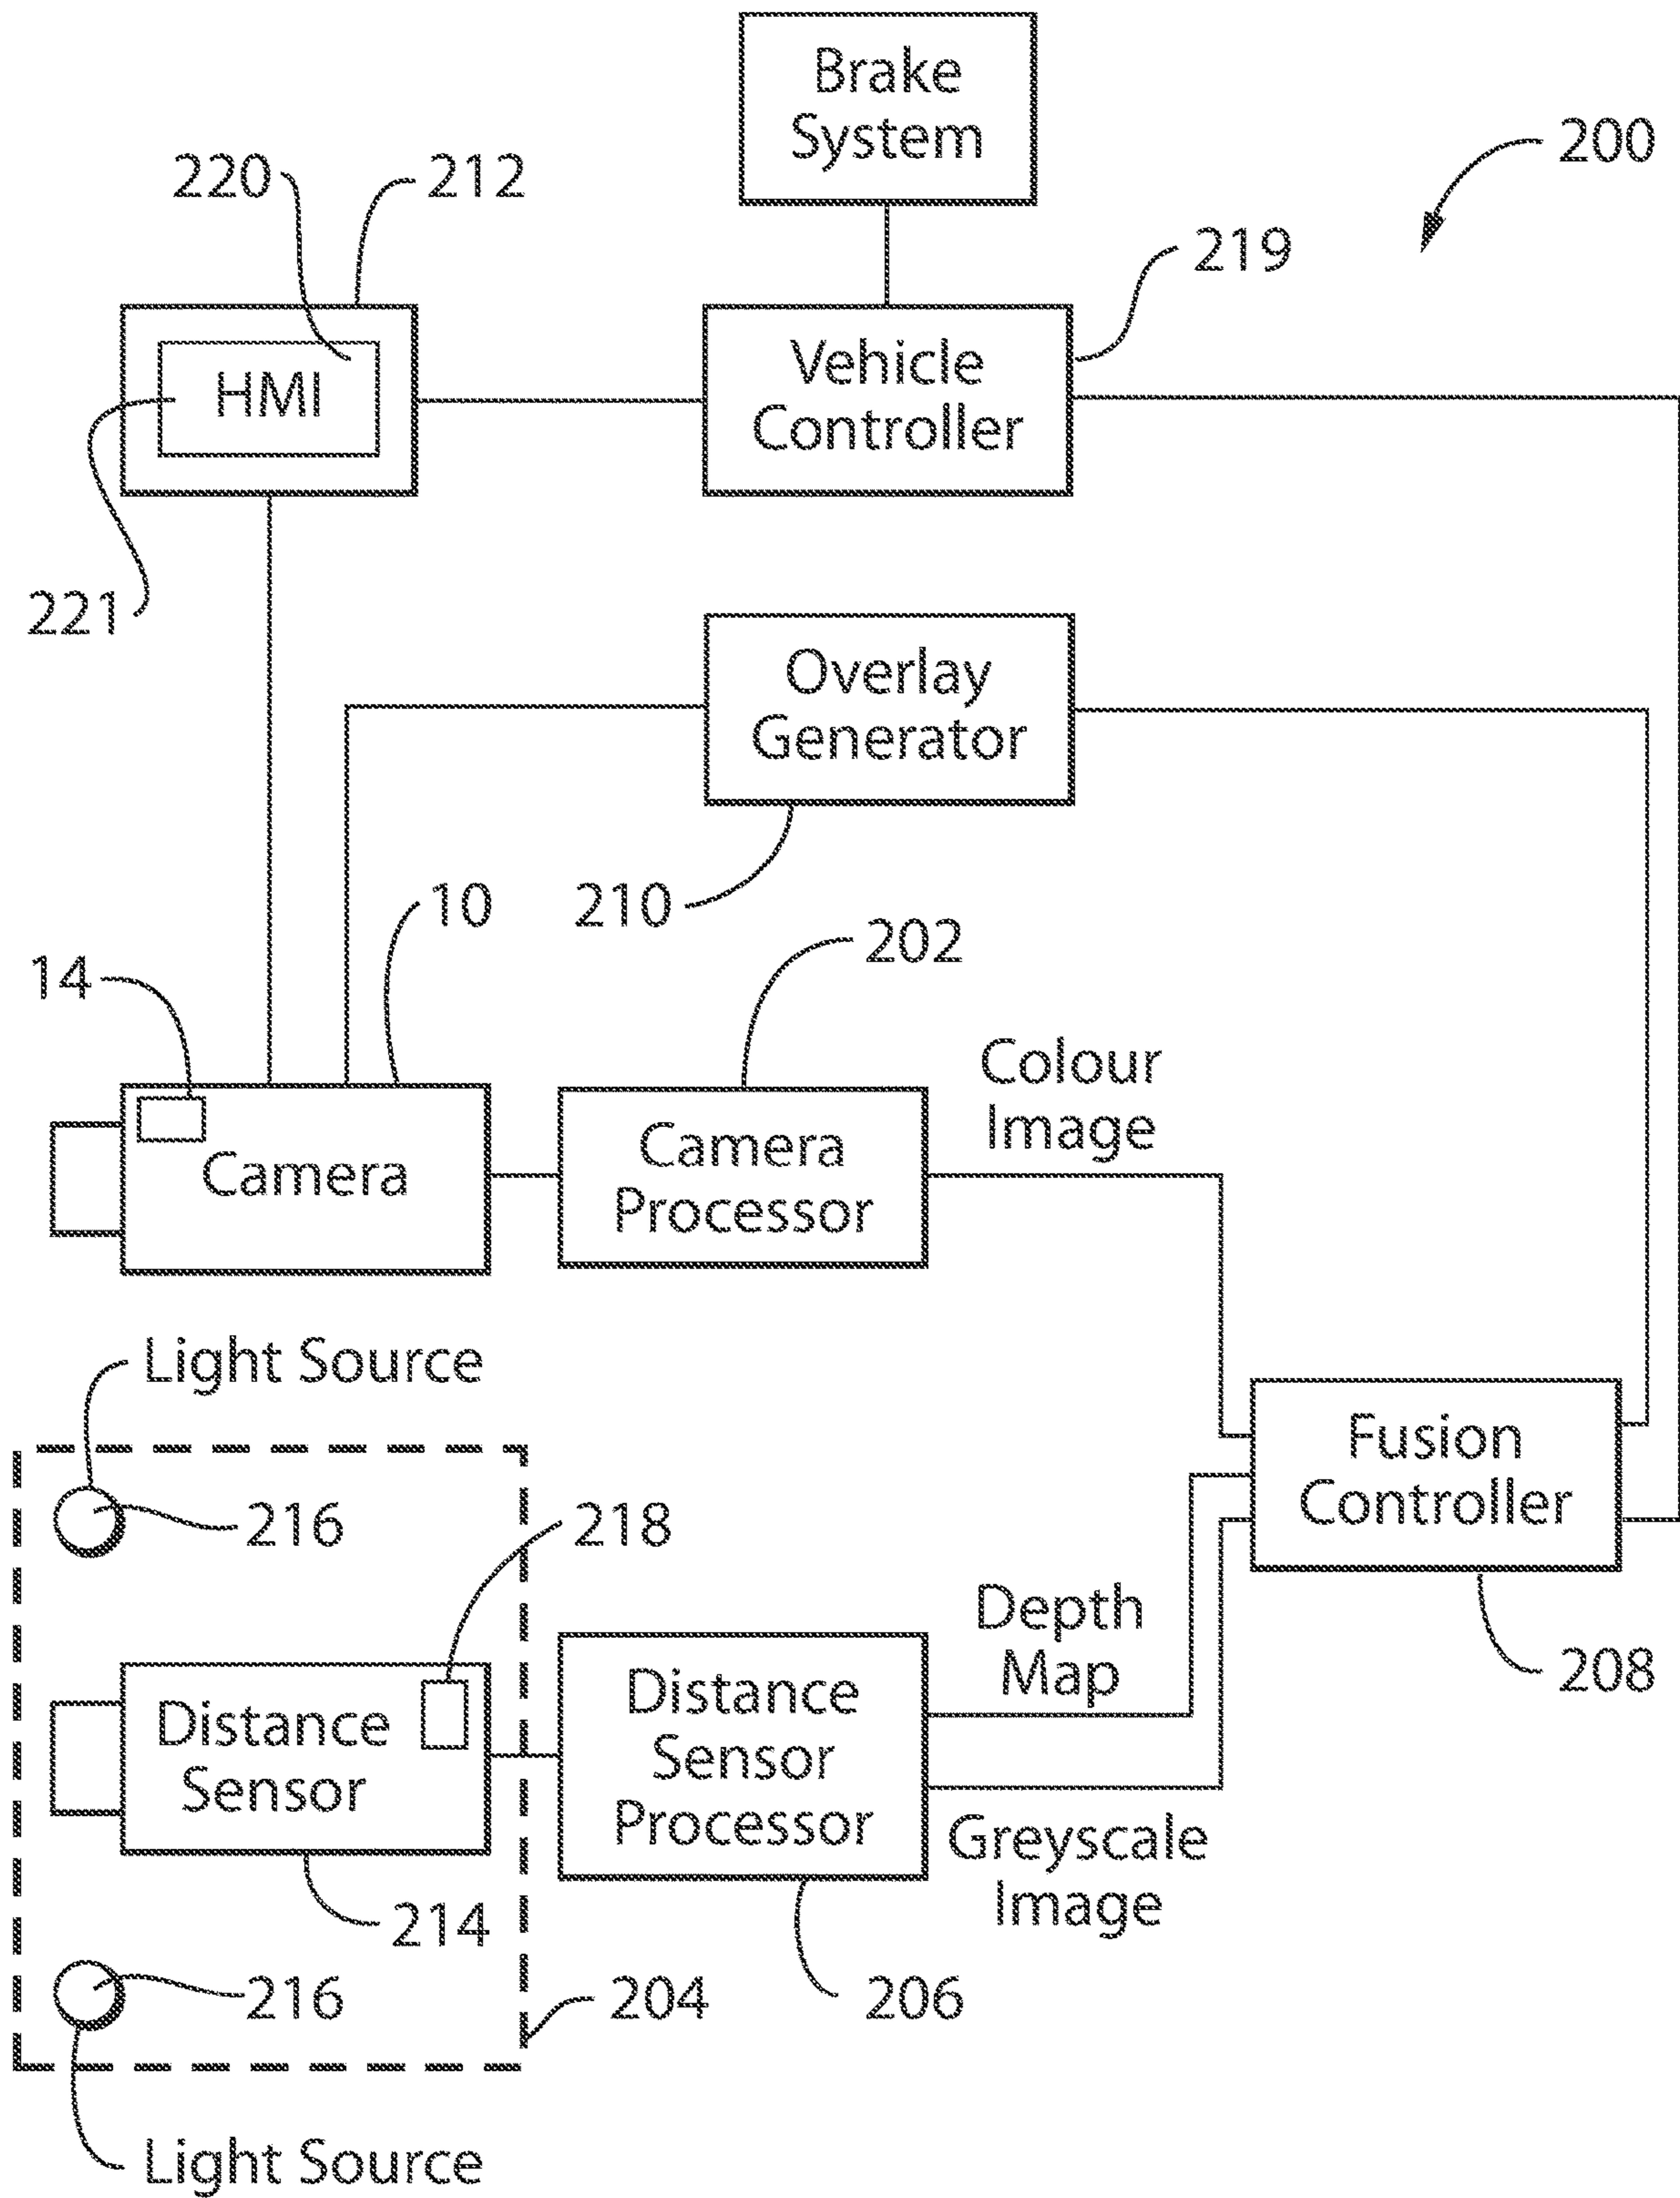 Brake
System
200
220
212
219
HMI
Vehicle
Controller
221
Overlay
Generator
210
10
202
14
Colour
Image
Camera
Camera
Processor
Light Source
216
218
Fusion
Controller
208
Depth
Map
Distance
Sensor
Distance
Sensor
Processor
Greyscale
Image
214
216
204
206
Light Source